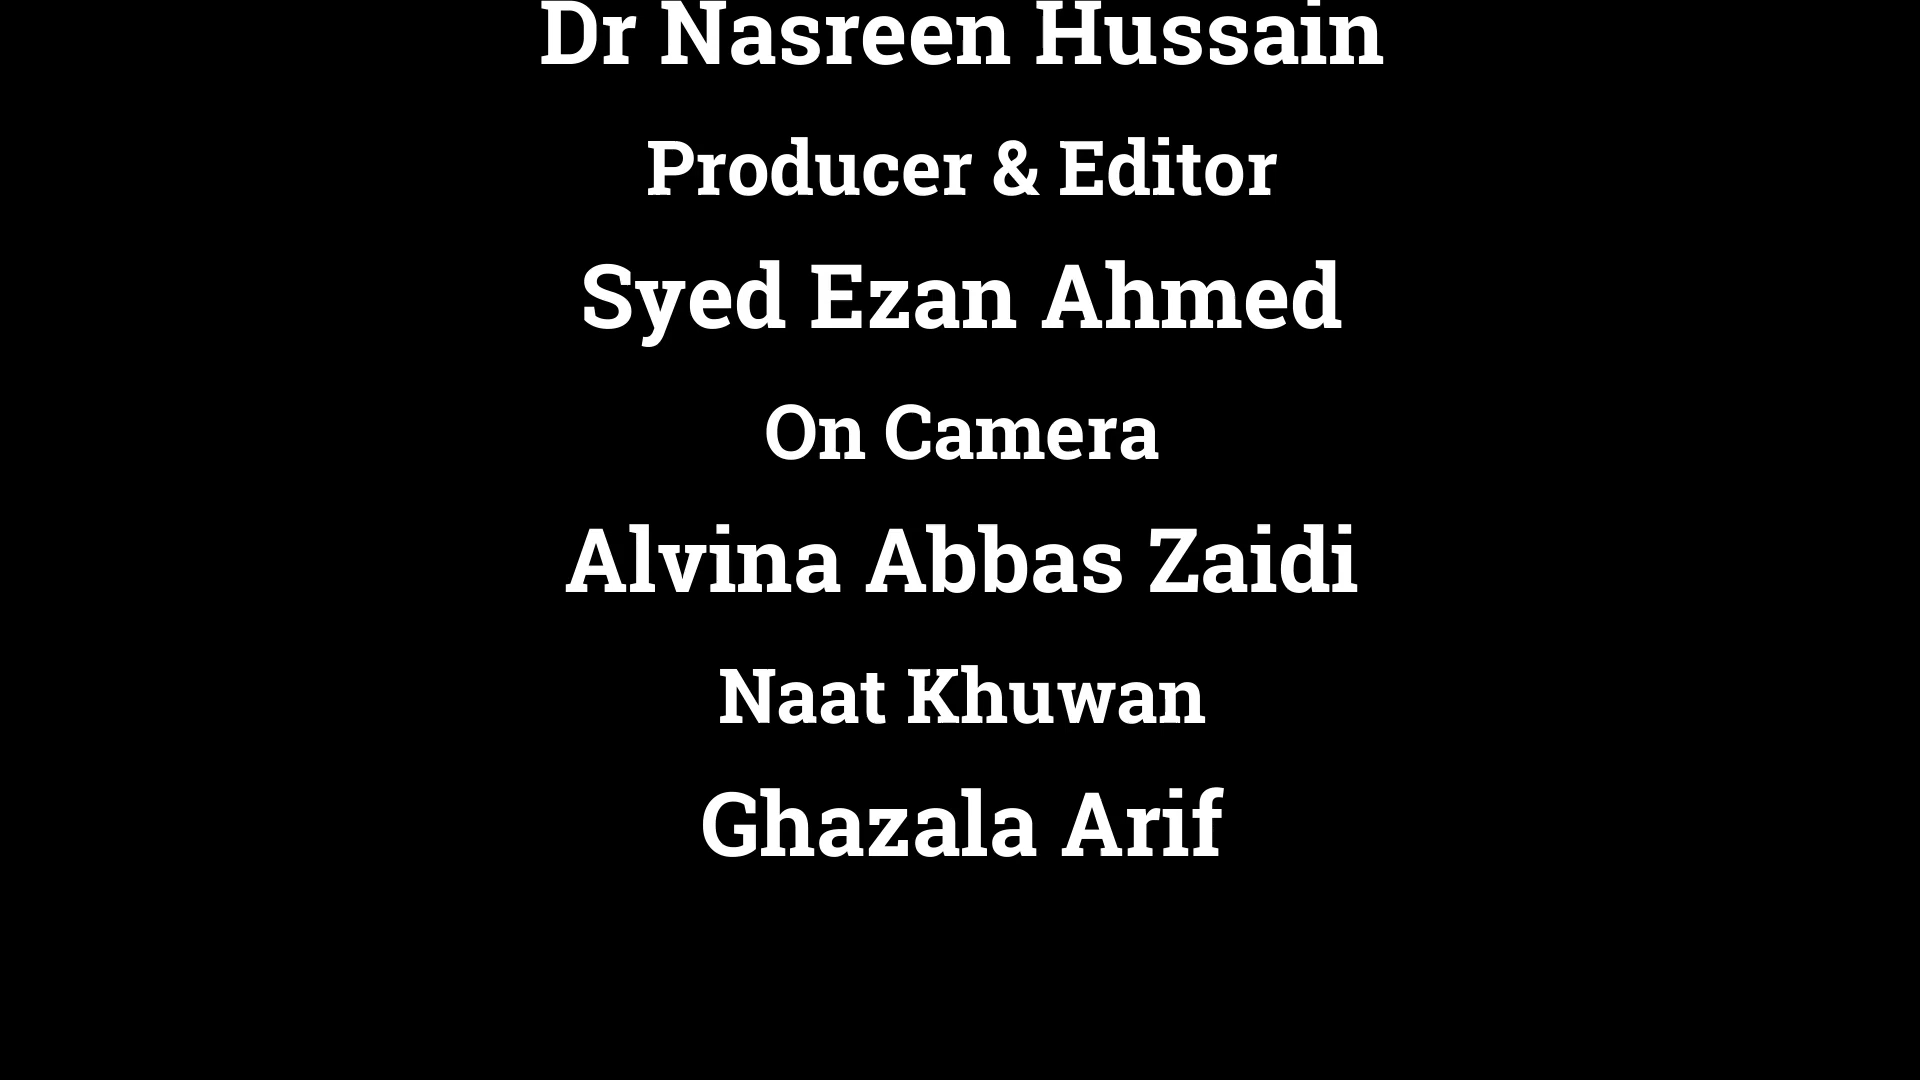 Dr Nasreen Hussain
Producer & Editor
Syed Ezan Ahmed
On Camera
Alvina Abbas Zaidi
Naat Khuwan
Ghazala Arif